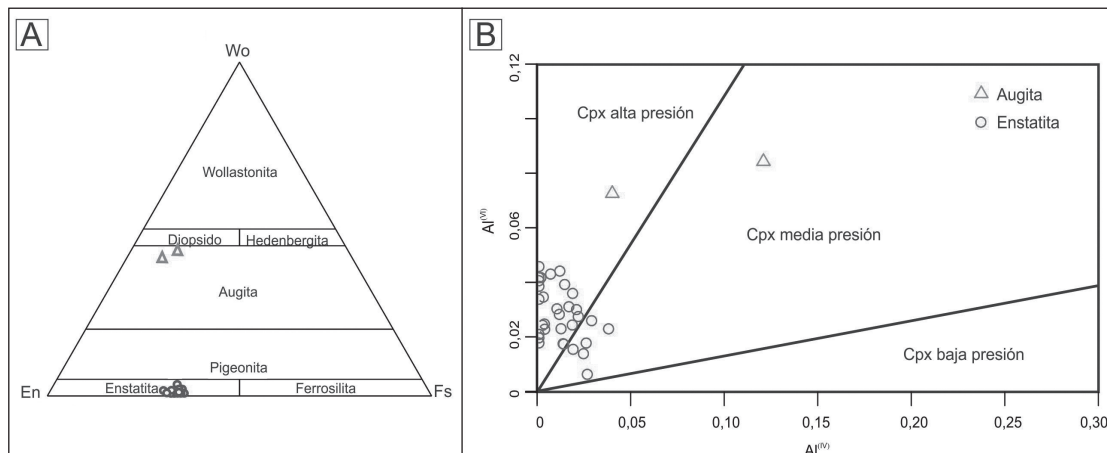 A
Wo
Wollastonita
Diopsido
Hedenbergita
Augita
Pigeonita
En
Enstatita
Ferrosilita
Fs
B
0,12
Cpx alta presión
Augita
Enstatita
Al(VI)
0,06
Cpx media presión
0,02
Cpx baja presión
0
0
0,05
0,10
0,15
0,20
0,25
0,30
Al(IV)